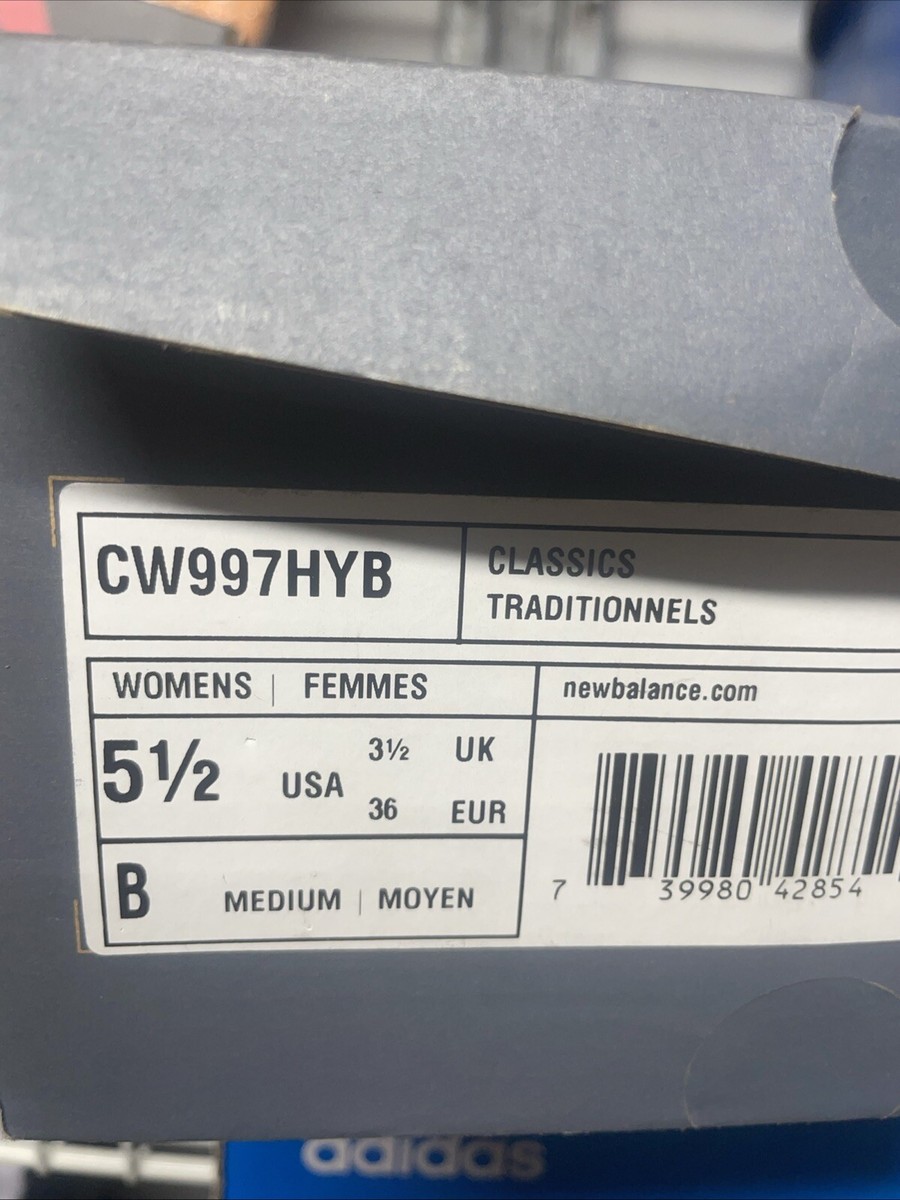 CW997HYB
CLASSICS
TRADITIONNELS
WOMENS | FEMMES
newbalance.com
5½ USA
3½ UK
36 EUR
B MEDIUM | MOYEN
7 39980 42854
adidas